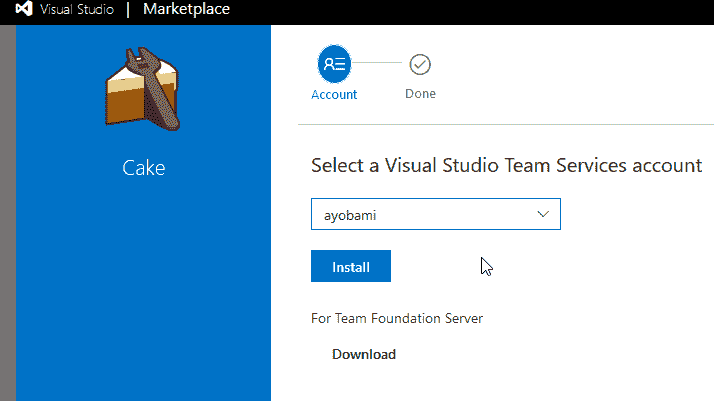 Visual Studio | Marketplace
Cake
Account
Done
Select a Visual Studio Team Services account
ayobami
Install
For Team Foundation Server
Download